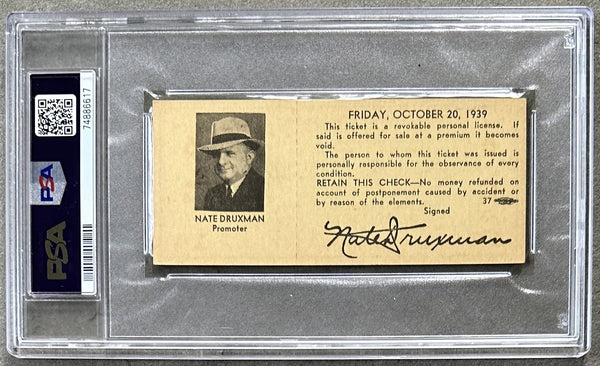 74886617
PSA
PSA
NATE DRUXMAN
Promoter
FRIDAY, OCTOBER 20, 1939
This ticket is a revokable personal license. If
said is offered for sale at a premium it becomes
void.
The person to whom this ticket was issued is
personally responsible for the observance of every
condition.
RETAIN THIS CHECK—No money refunded on
account of postponement caused by accident or
by reason of the elements. 37
Signed
Nate Druxman